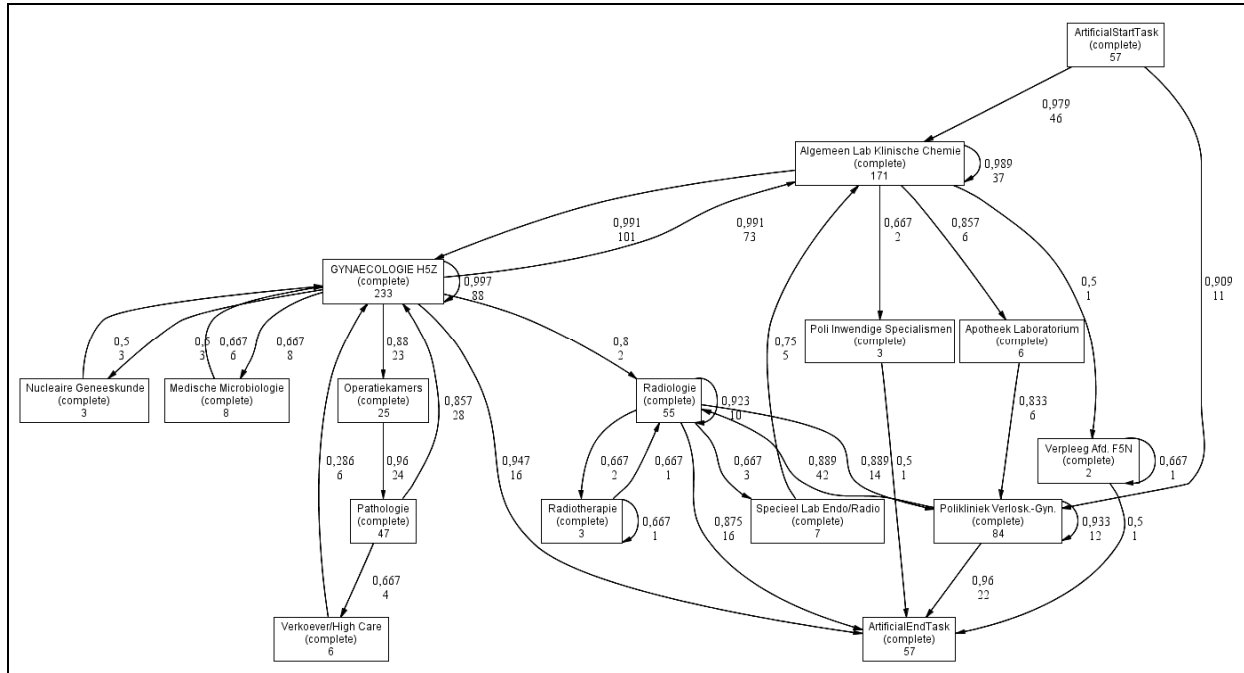 ArtificialStartTask
(complete)
57
0,979
46
Algemeen Lab Klinische Chemie
(complete)
171
0,989
37
0,991
101
0,991
73
0,667
2
0,857
6
GYNAECOLOGIE H5Z
(complete)
233
0,997
88
0,909
11
0,5
1
0,75
5
Poli Inwendige Specialismen
(complete)
3
Apotheek Laboratorium
(complete)
6
0,5
3
0,5
3
0,667
6
0,667
8
0,88
23
0,8
2
Nucleaire Geneeskunde
(complete)
3
Medische Microbiologie
(complete)
8
Operatiekamers
(complete)
25
Radiologie
(complete)
55
0,923
10
0,857
28
0,833
6
Verpleeg Afd. F5N
(complete)
2
0,667
1
0,286
6
0,96
24
0,947
16
0,667
2
0,667
1
0,667
3
0,889
42
0,889
14
0,5
1
Pathologie
(complete)
47
Radiotherapie
(complete)
3
0,667
1
0,875
16
Specieel Lab Endo/Radio
(complete)
7
Polikliniek Verlosk.-Gyn.
(complete)
84
0,933
12
0,5
1
0,667
4
0,96
22
Verkoever/High Care
(complete)
6
ArtificialEndTask
(complete)
57